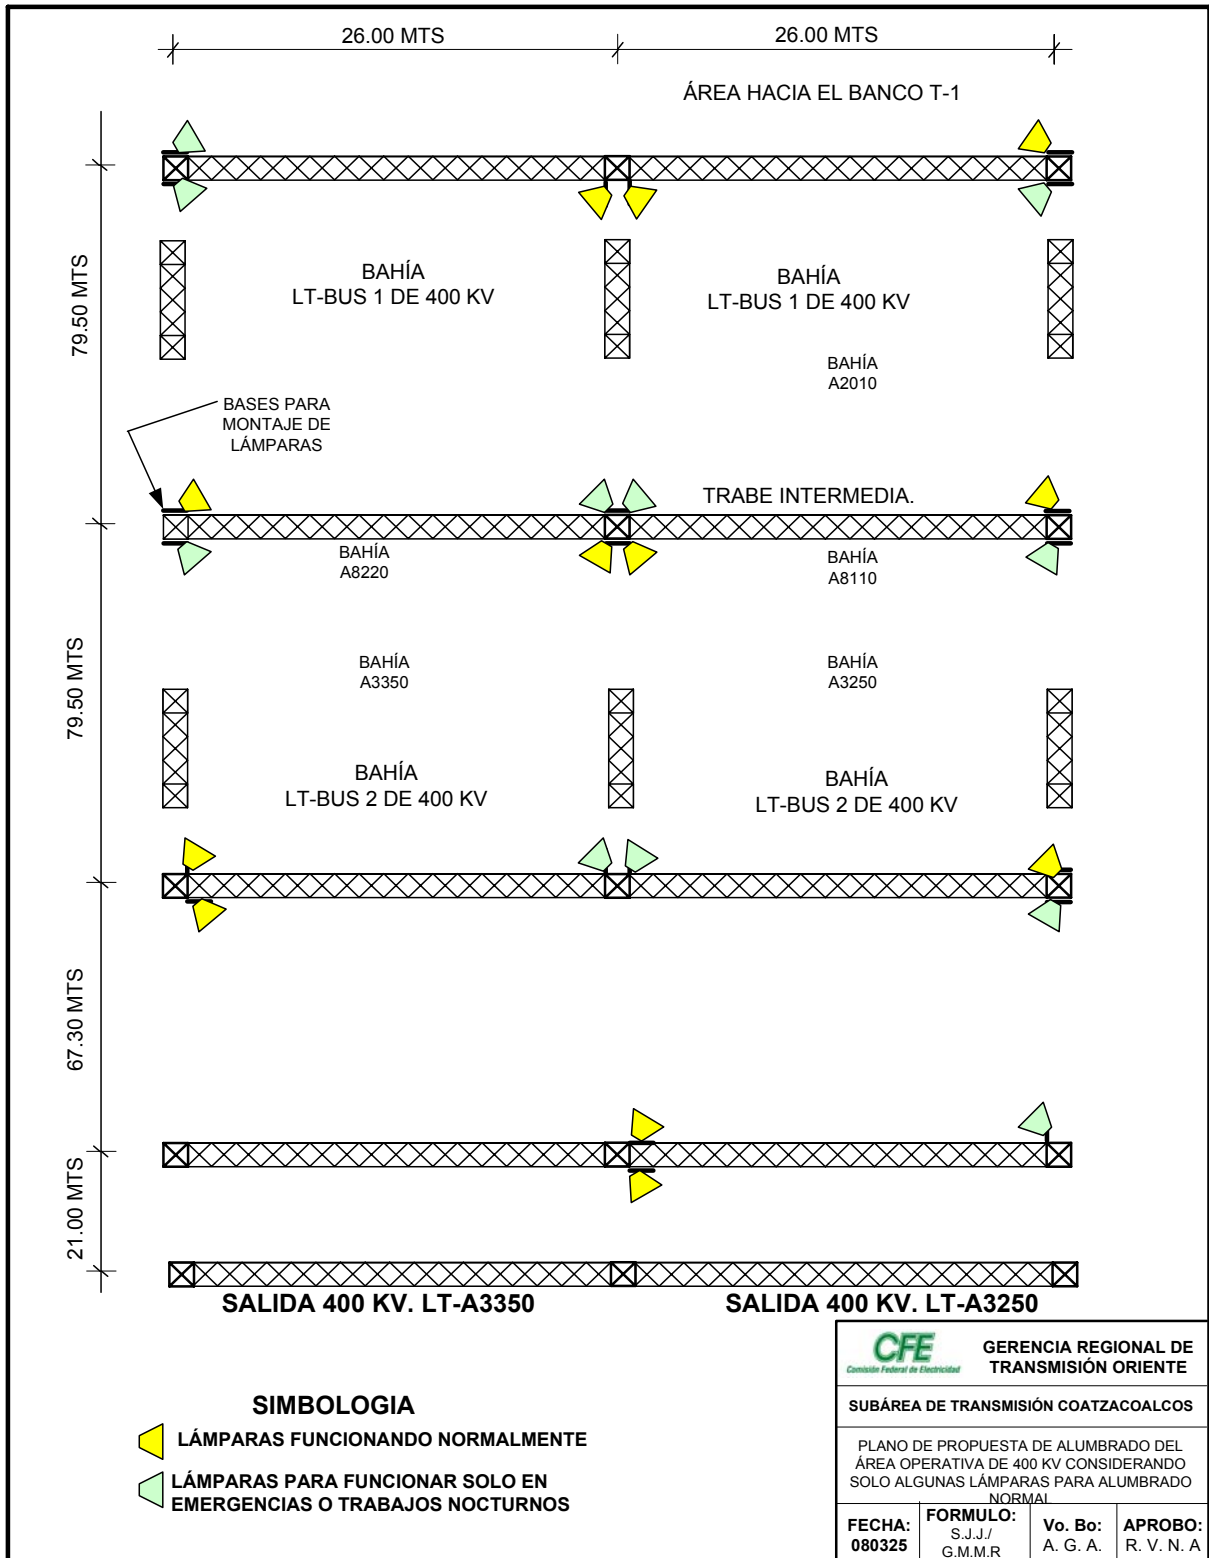 26.00 MTS
26.00 MTS
ÁREA HACIA EL BANCO T-1
79.50 MTS
BAHÍA
LT-BUS 1 DE 400 KV
BAHÍA
LT-BUS 1 DE 400 KV
BAHÍA
A2010
BASES PARA
MONTAJE DE
LÁMPARAS
TRABE INTERMEDIA.
BAHÍA
A8220
BAHÍA
A8110
79.50 MTS
BAHÍA
A3350
BAHÍA
A3250
BAHÍA
LT-BUS 2 DE 400 KV
BAHÍA
LT-BUS 2 DE 400 KV
67.30 MTS
21.00 MTS
SALIDA 400 KV. LT-A3350
SALIDA 400 KV. LT-A3250
SIMBOLOGIA
LÁMPARAS FUNCIONANDO NORMALMENTE
LÁMPARAS PARA FUNCIONAR SOLO EN
EMERGENCIAS O TRABAJOS NOCTURNOS
CFE
Comisión Federal de Electricidad
GERENCIA REGIONAL DE
TRANSMISIÓN ORIENTE
SUBÁREA DE TRANSMISIÓN COATZACOALCOS
PLANO DE PROPUESTA DE ALUMBRADO DEL
ÁREA OPERATIVA DE 400 KV CONSIDERANDO
SOLO ALGUNAS LÁMPARAS PARA ALUMBRADO
NORMAL
FECHA:
080325
FORMULO:
S.J.J./
G.M.M.R
Vo. Bo:
A. G. A.
APROBO:
R. V. N. A